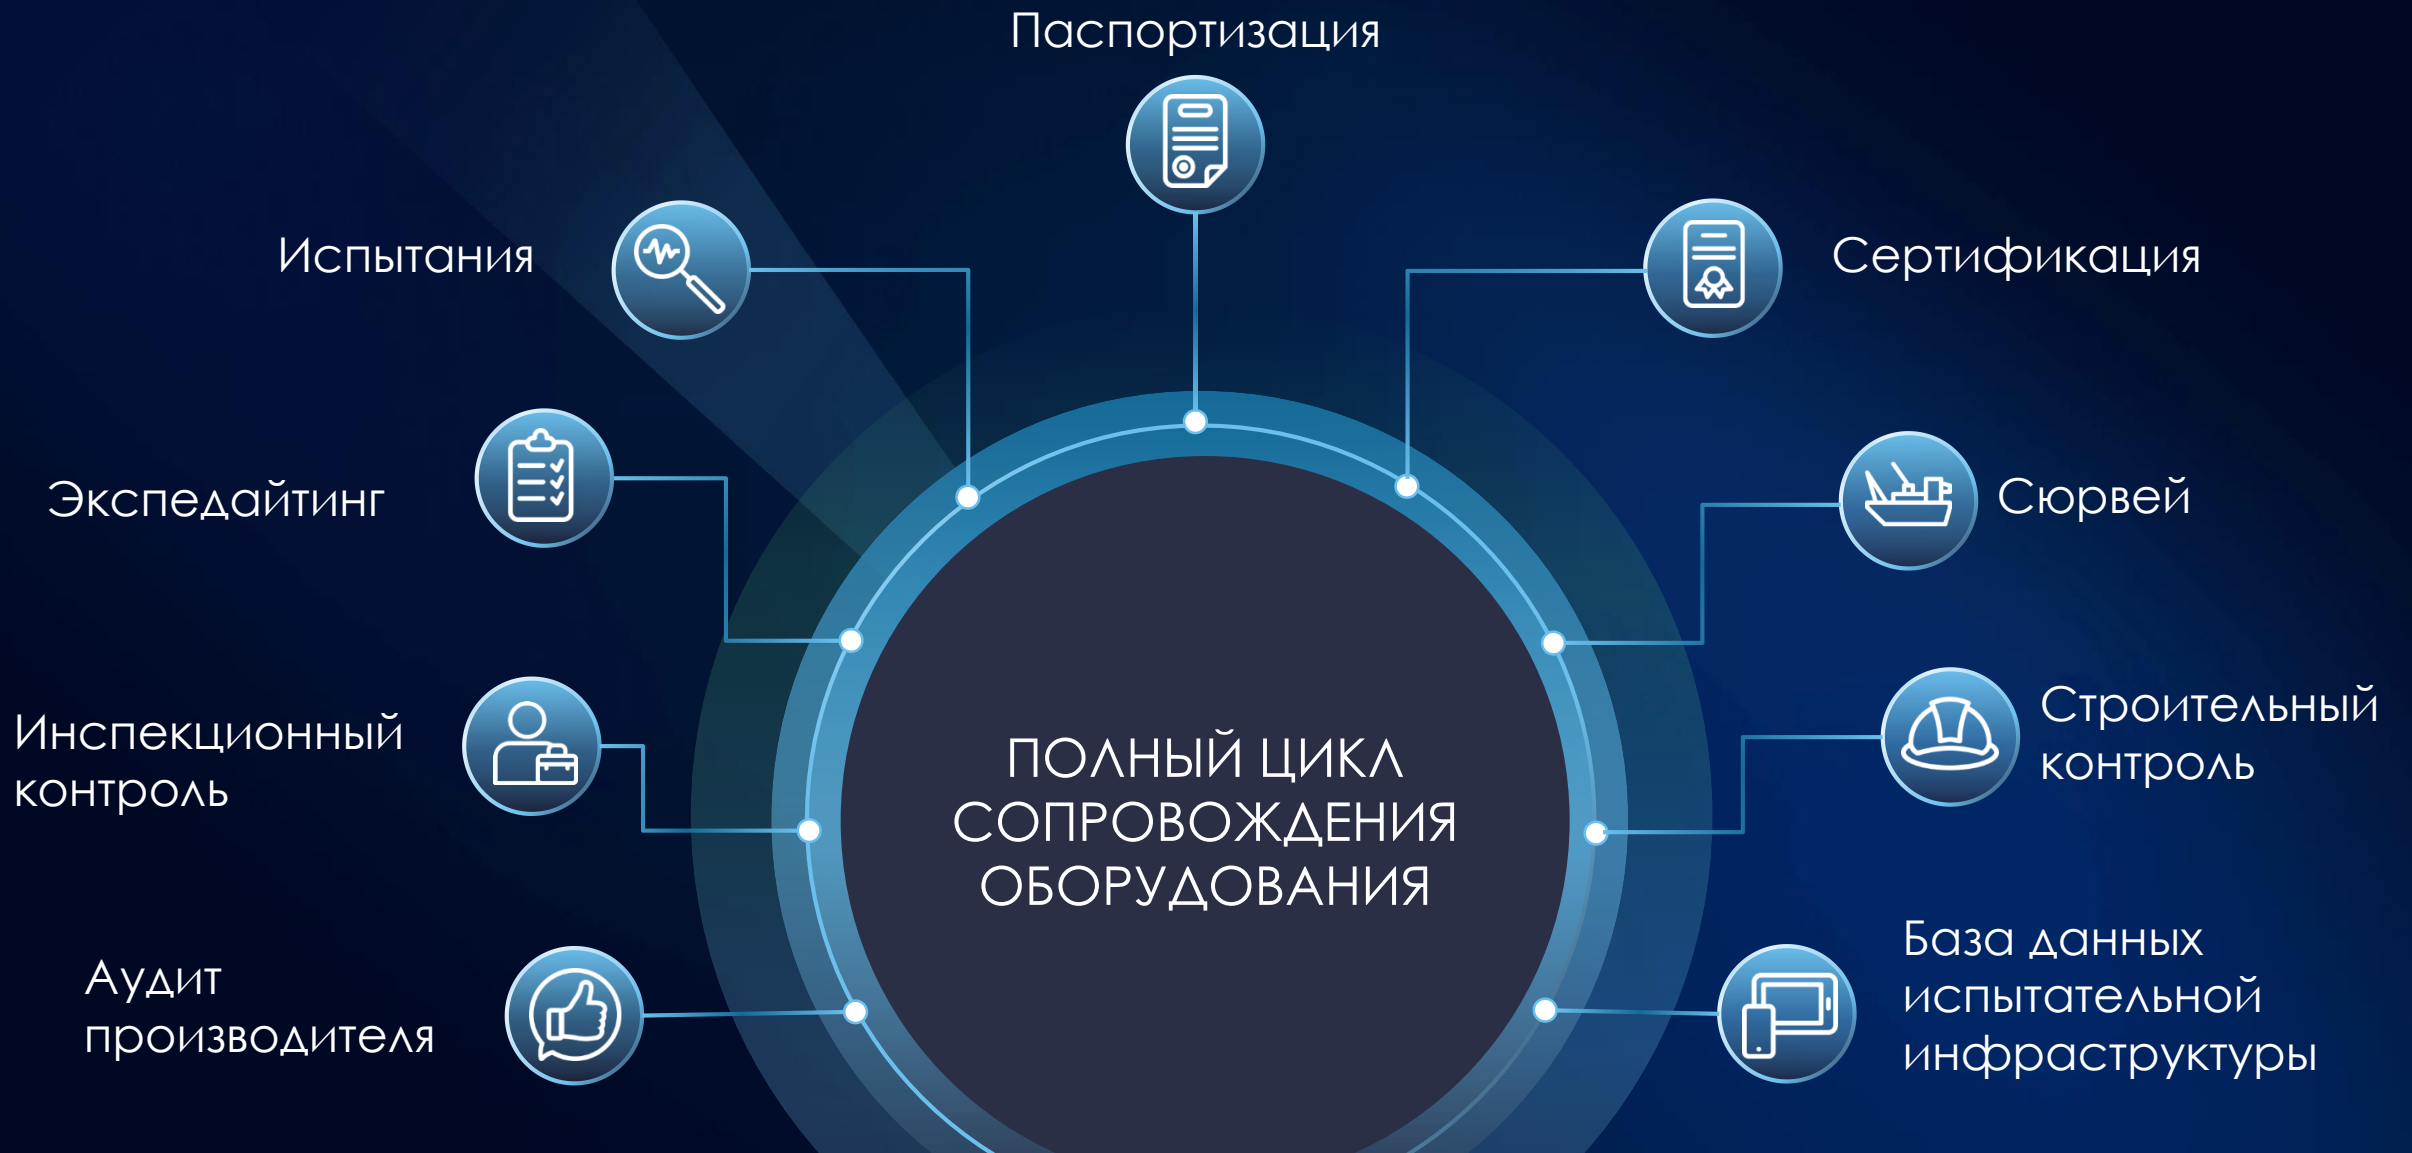 Паспортизация
Испытания
Сертификация
Экспедайтинг
Сюрвей
Инспекционный
контроль
Строительный
контроль
ПОЛНЫЙ ЦИКЛ
СОПРОВОЖДЕНИЯ
ОБОРУДОВАНИЯ
Аудит
производителя
База данных
испытательной
инфраструктуры